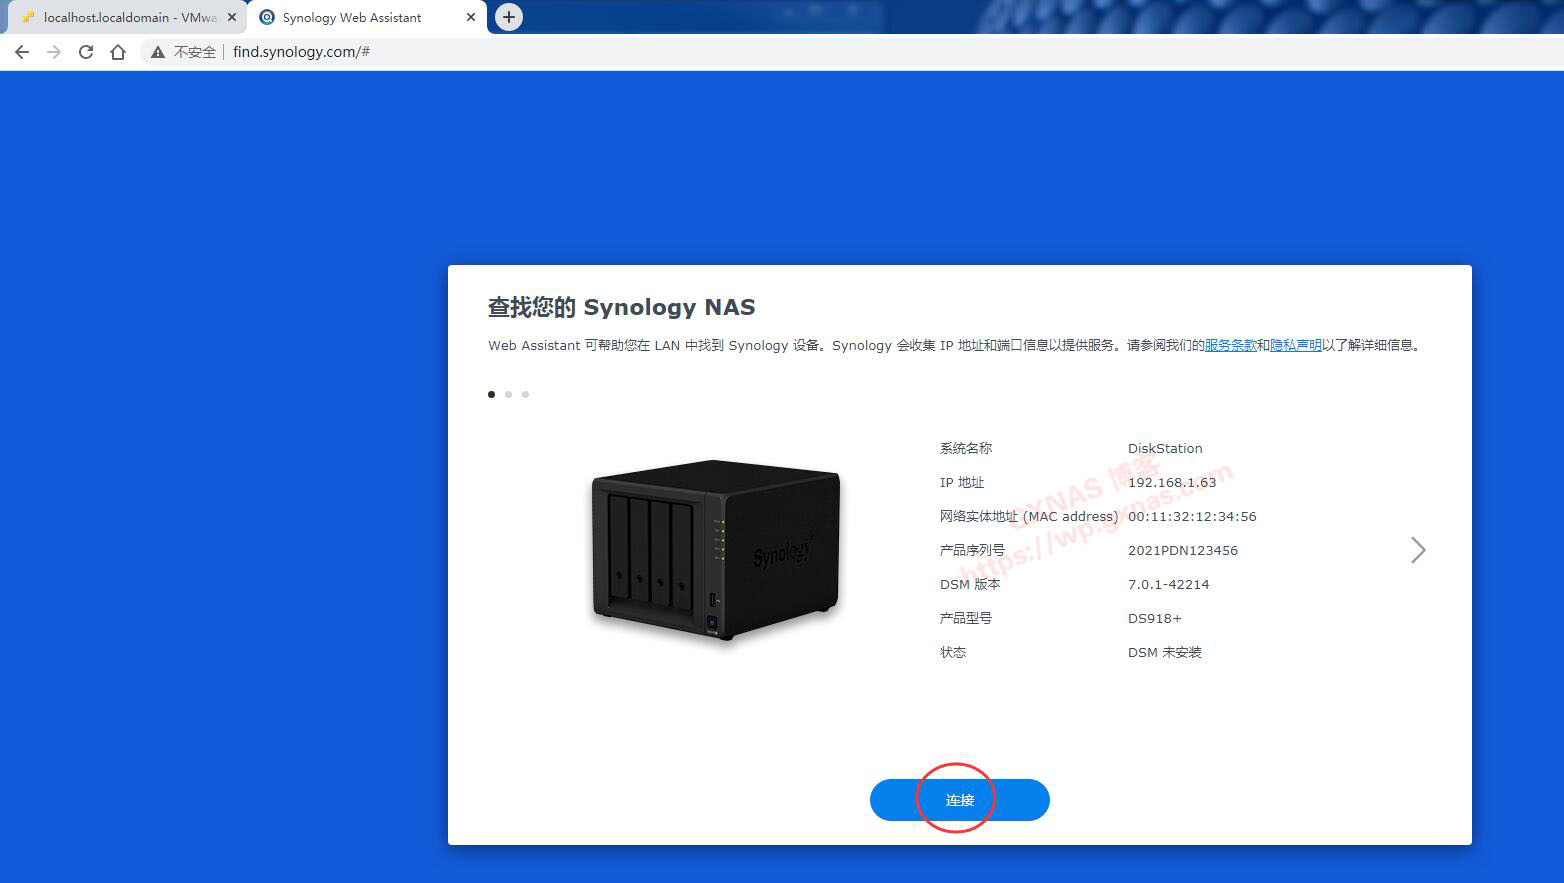 localhost.localdomain - VMwa
Synology Web Assistant
不安全
find.synology.com/#
查找您的 Synology NAS
Web Assistant 可帮助您在 LAN 中找到 Synology 设备。Synology 会收集 IP 地址和端口信息以提供服务。请参阅我们的服务条款和隐私声明以了解详细信息。
Synology
系统名称 DiskStation
IP 地址 192.168.1.63
网络实体地址 (MAC address) 00:11:32:12:34:56
产品序列号 2021PDN123456
DSM 版本 7.0.1-42214
产品型号 DS918+
状态 DSM 未安装
GXNAS 博客
https://wp.gxnas.com
连接